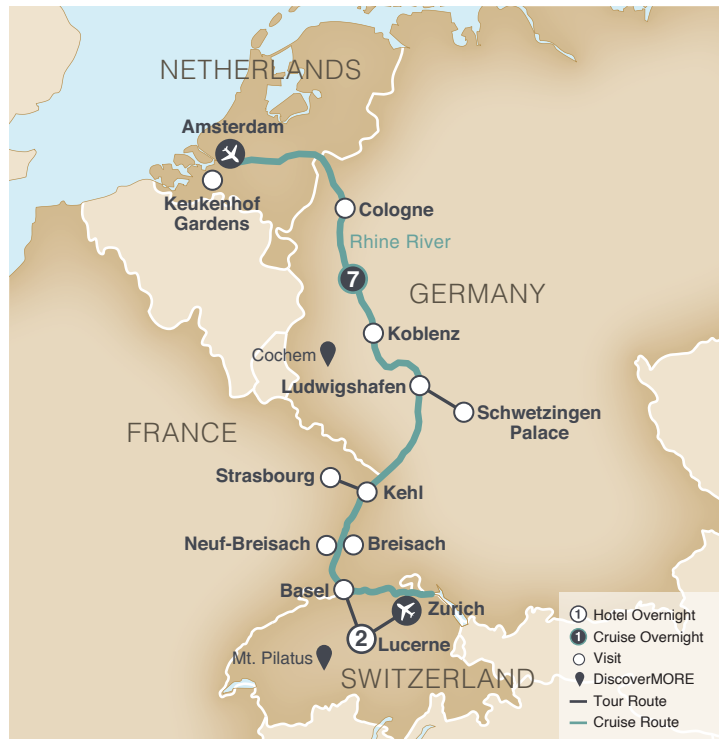 NETHERLANDS
Amsterdam
Keukenhof
Gardens
Cologne
Rhine River
7
GERMANY
Koblenz
Cochem
Ludwigshafen
Schwetzingen
Palace
FRANCE
Strasbourg
Kehl
Neuf-Breisach
Breisach
Basel
Zurich
2
Lucerne
Mt. Pilatus
SWITZERLAND
1 Hotel Overnight
1 Cruise Overnight
Visit
DiscoverMORE
Tour Route
Cruise Route